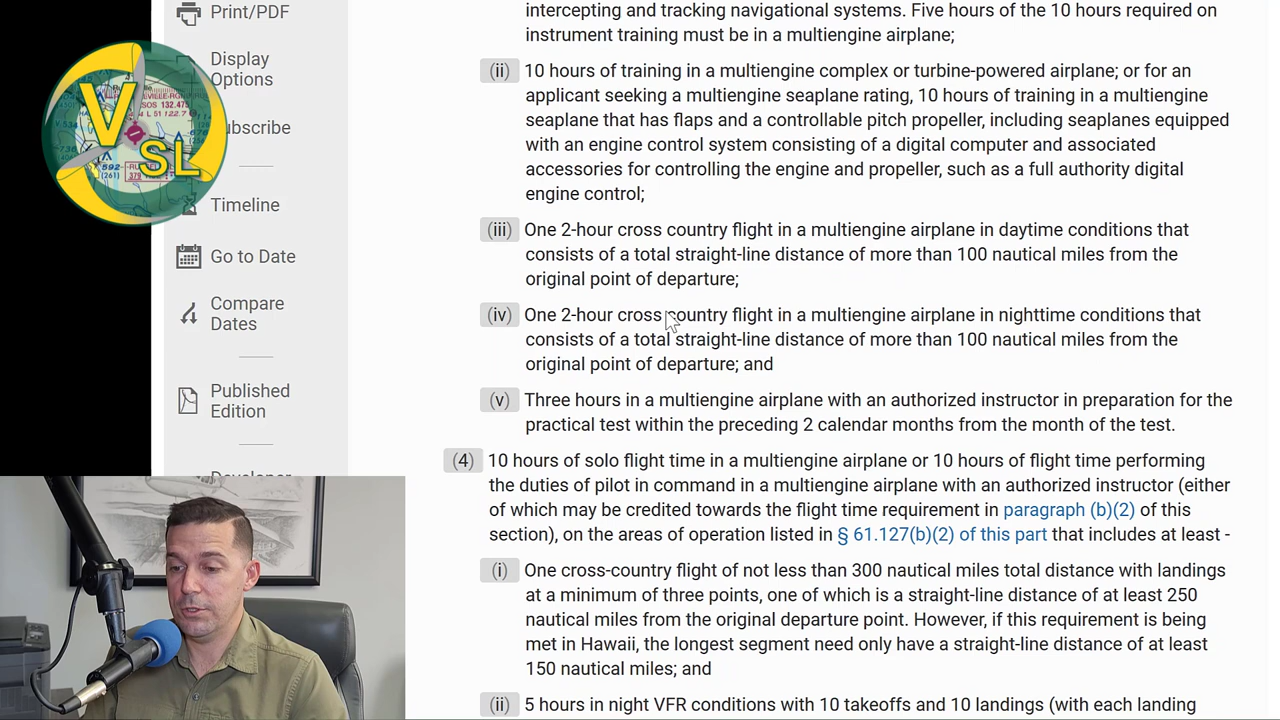 Print/PDF
Display
Options
ubscribe
Timeline
Go to Date
Compare
Dates
Published
Edition
V
SL
SOS 132.475
L 51 122.7
592
(261)
intercepting and tracking navigational systems. Five hours of the 10 hours required on
instrument training must be in a multiengine airplane;
(ii) 10 hours of training in a multiengine complex or turbine-powered airplane; or for an
applicant seeking a multiengine seaplane rating, 10 hours of training in a multiengine
seaplane that has flaps and a controllable pitch propeller, including seaplanes equipped
with an engine control system consisting of a digital computer and associated
accessories for controlling the engine and propeller, such as a full authority digital
engine control;
(iii) One 2-hour cross country flight in a multiengine airplane in daytime conditions that
consists of a total straight-line distance of more than 100 nautical miles from the
original point of departure;
(iv) One 2-hour cross country flight in a multiengine airplane in nighttime conditions that
consists of a total straight-line distance of more than 100 nautical miles from the
original point of departure; and
(v) Three hours in a multiengine airplane with an authorized instructor in preparation for the
practical test within the preceding 2 calendar months from the month of the test.
(4) 10 hours of solo flight time in a multiengine airplane or 10 hours of flight time performing
the duties of pilot in command in a multiengine airplane with an authorized instructor (either
of which may be credited towards the flight time requirement in paragraph (b)(2) of this
section), on the areas of operation listed in § 61.127(b)(2) of this part that includes at least -
(i) One cross-country flight of not less than 300 nautical miles total distance with landings
at a minimum of three points, one of which is a straight-line distance of at least 250
nautical miles from the original departure point. However, if this requirement is being
met in Hawaii, the longest segment need only have a straight-line distance of at least
150 nautical miles; and
(ii) 5 hours in night VFR conditions with 10 takeoffs and 10 landings (with each landing